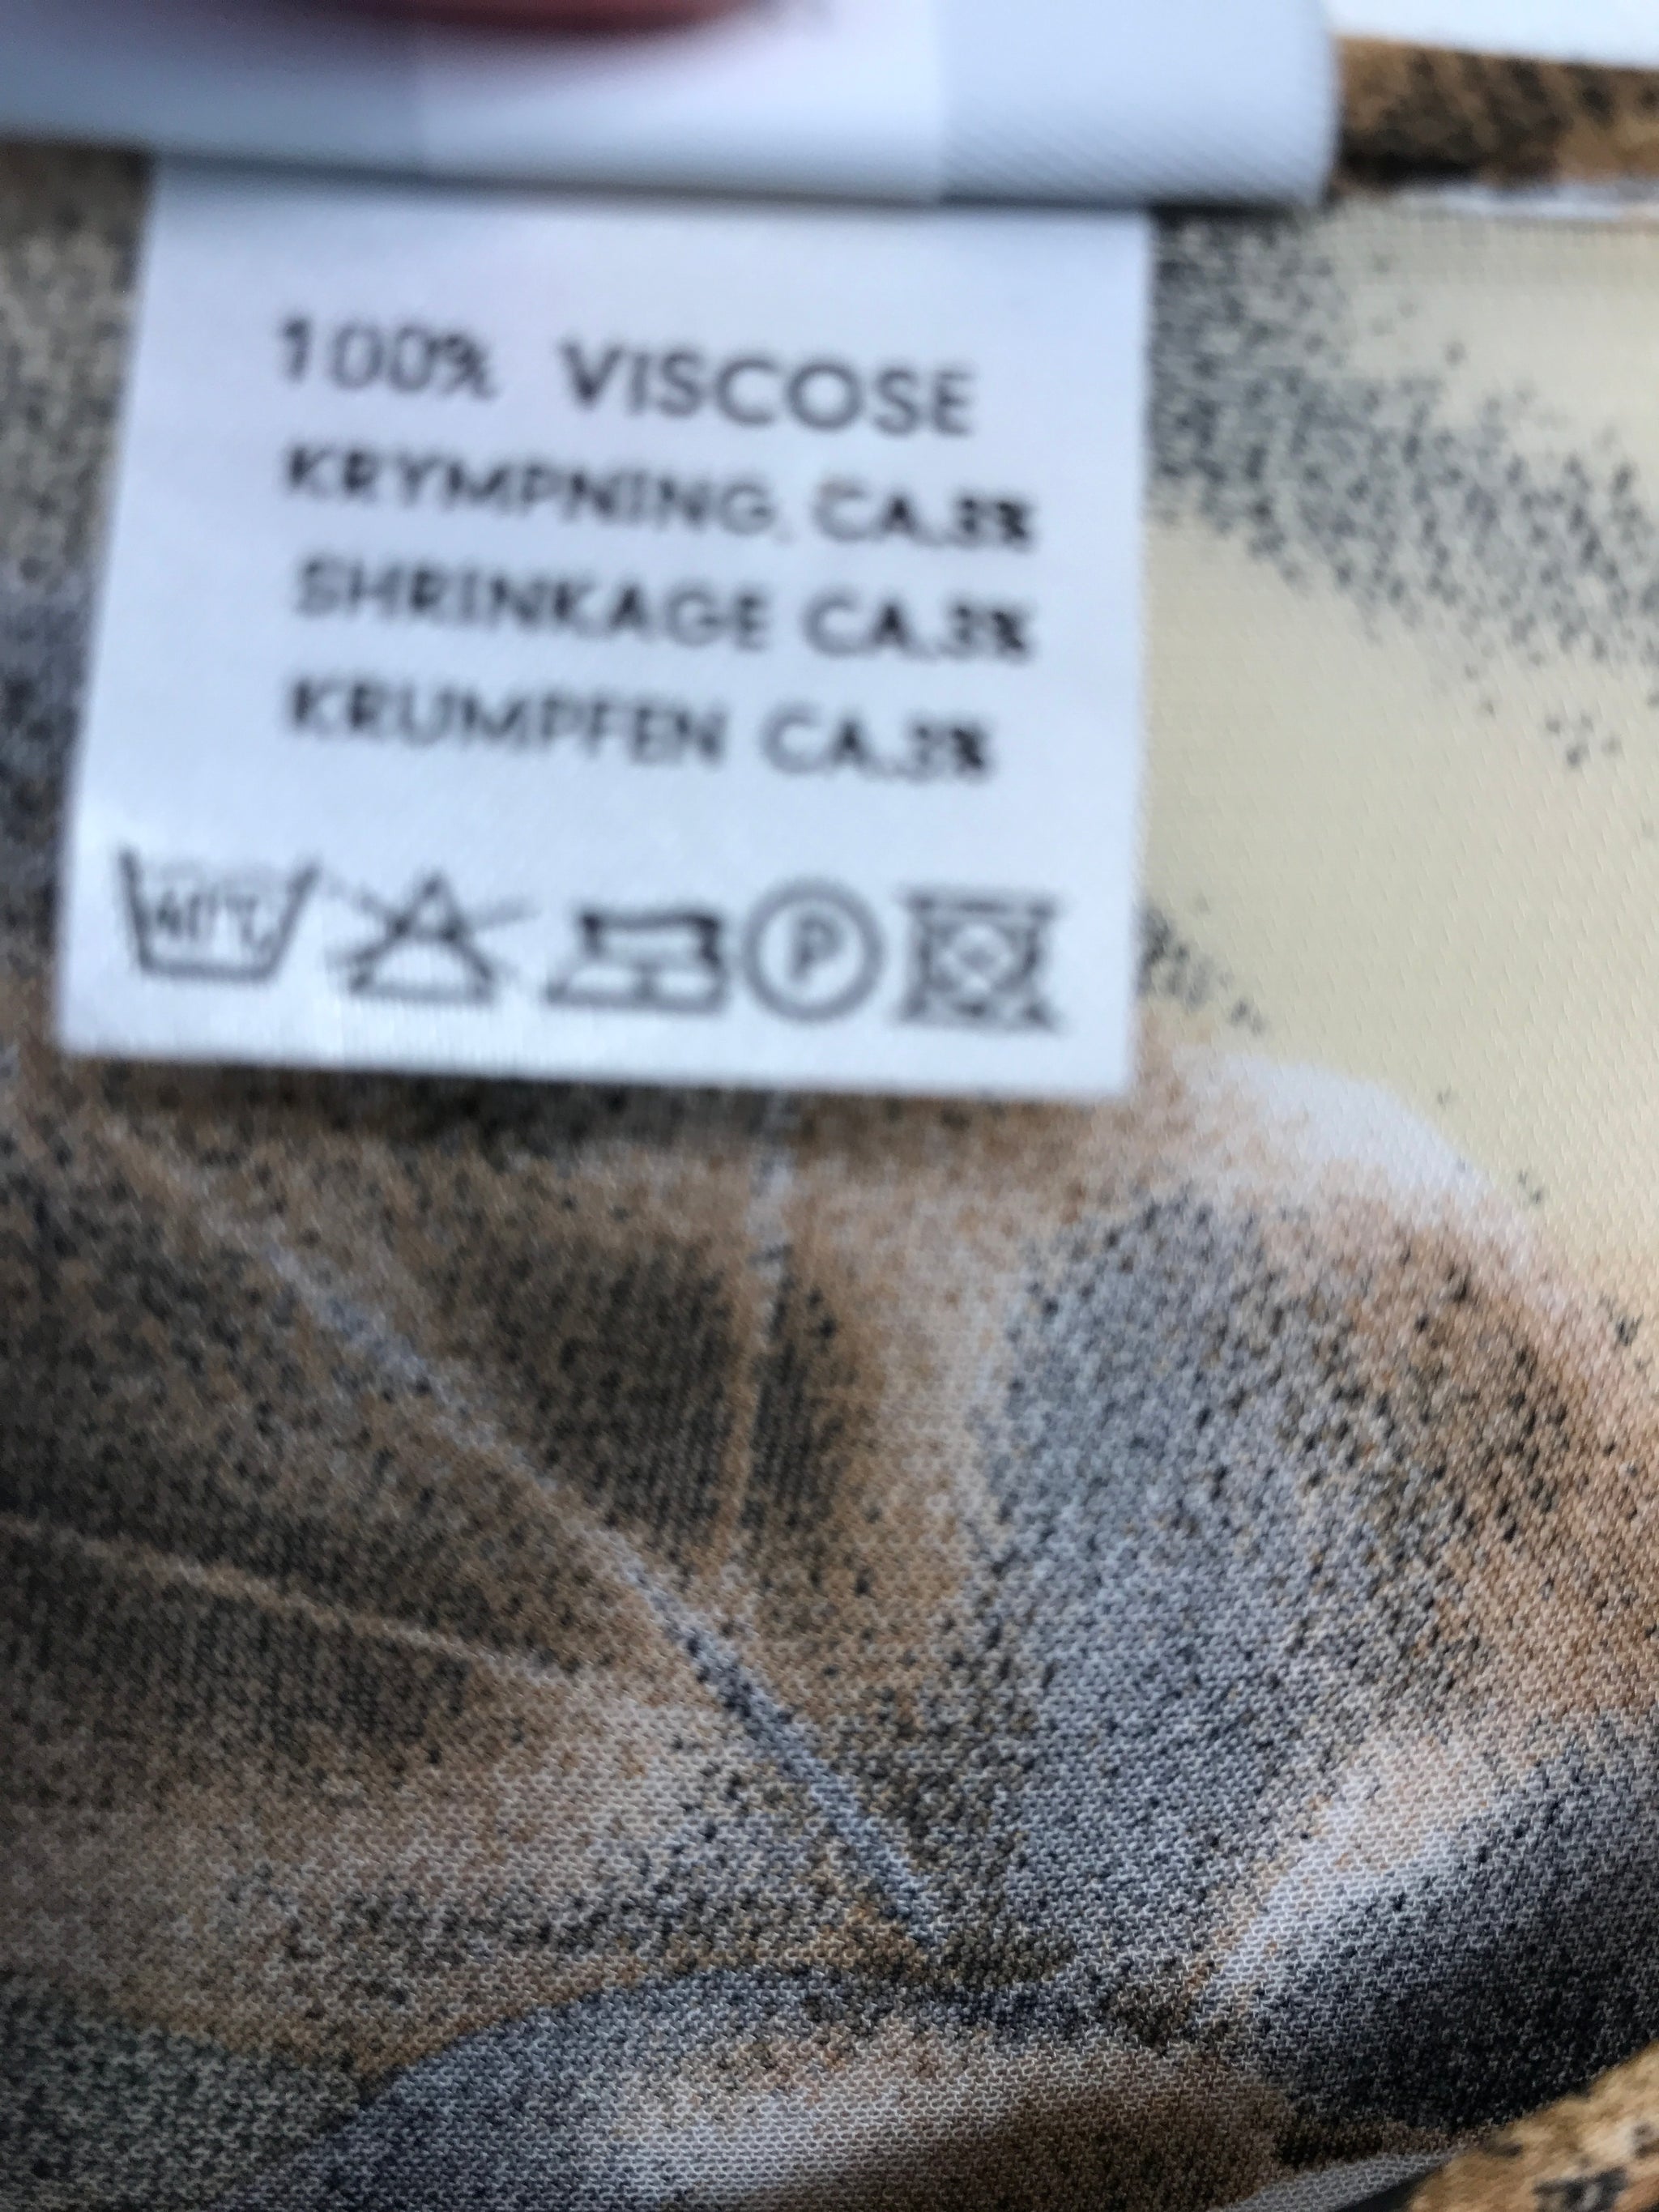 100% VISCOSE
KRYMPNING, CA.3%
SHRINKAGE CA.3%
KRUMPFEN CA.3%
40°C P